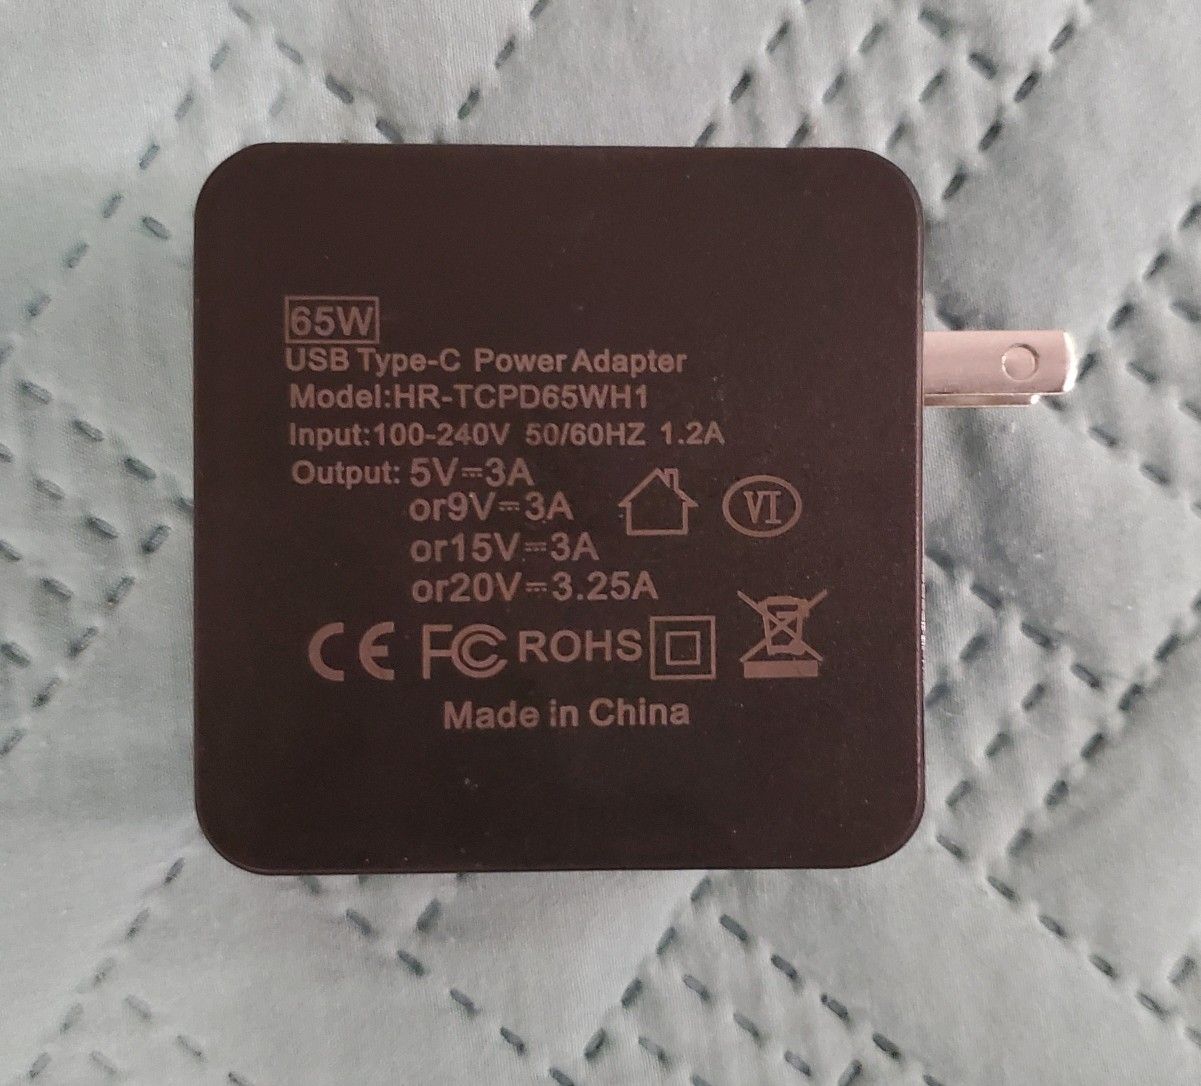 65W
USB Type-C Power Adapter
Model:HR-TCPD65WH1
Input:100-240V 50/60HZ 1.2A
Output: 5V⎓3A
or9V⎓3A
or15V⎓3A
or20V⎓3.25A
VI
CE FC ROHS
Made in China